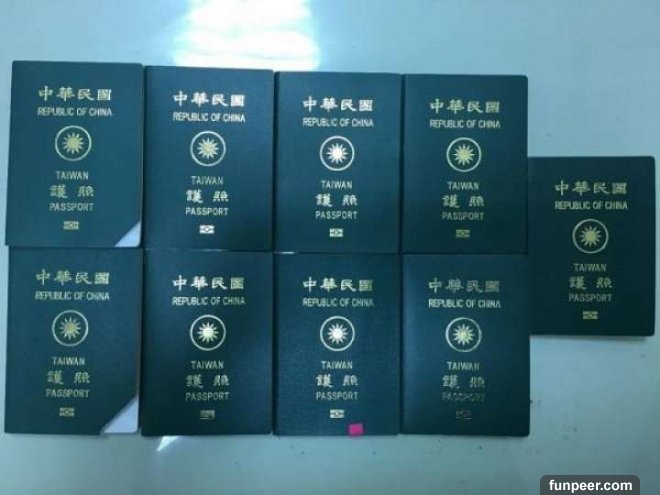 中華民國
REPUBLIC OF CHINA
TAIWAN
護照
PASSPORT
中華民國
REPUBLIC OF CHINA
TAIWAN
護照
PASSPORT
中華民國
REPUBLIC OF CHINA
TAIWAN
護照
PASSPORT
中華民國
REPUBLIC OF CHINA
TAIWAN
護照
PASSPORT
中華民國
REPUBLIC OF CHINA
TAIWAN
護照
PASSPORT
中華民國
REPUBLIC OF CHINA
TAIWAN
護照
PASSPORT
中華民國
REPUBLIC OF CHINA
TAIWAN
護照
PASSPORT
中華民國
REPUBLIC OF CHINA
TAIWAN
護照
PASSPORT
中華民國
REPUBLIC OF CHINA
TAIWAN
護照
PASSPORT
funpeer.com